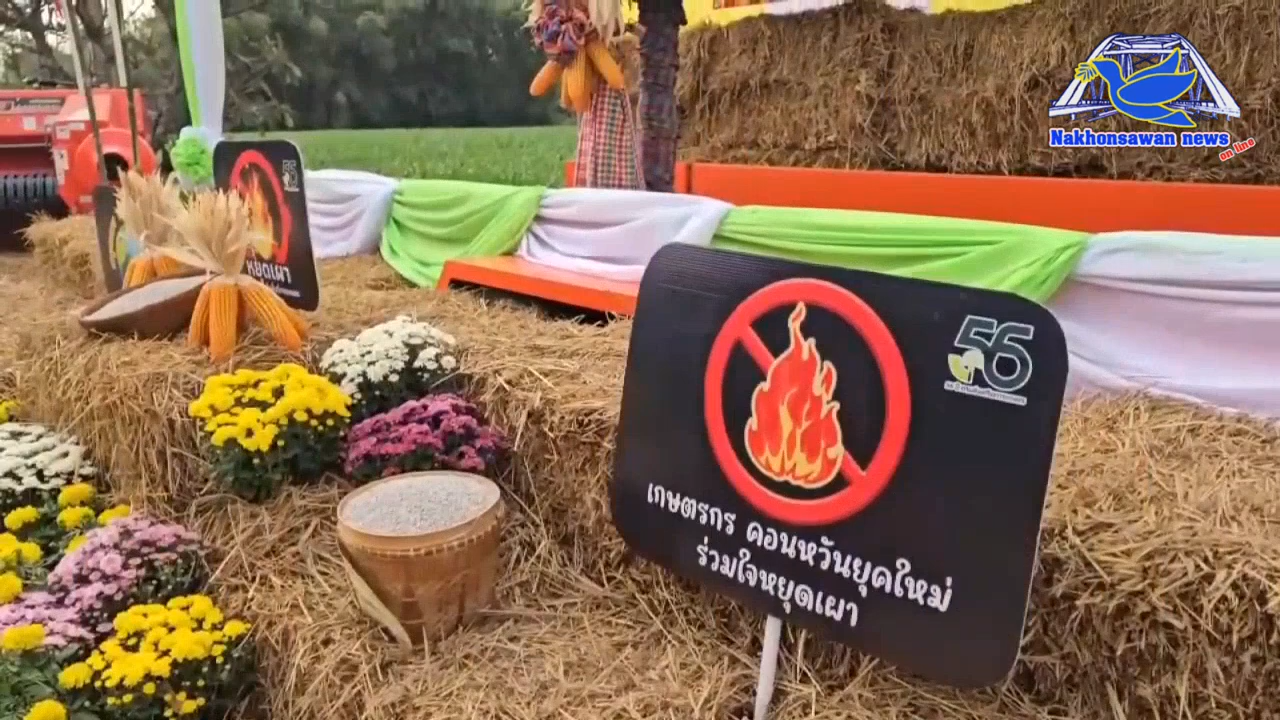 Nakhonsawan news
on line
56
หยุดเผา
56
เกษตรกร คอนหวันยุคใหม่
ร่วมใจหยุดเผา